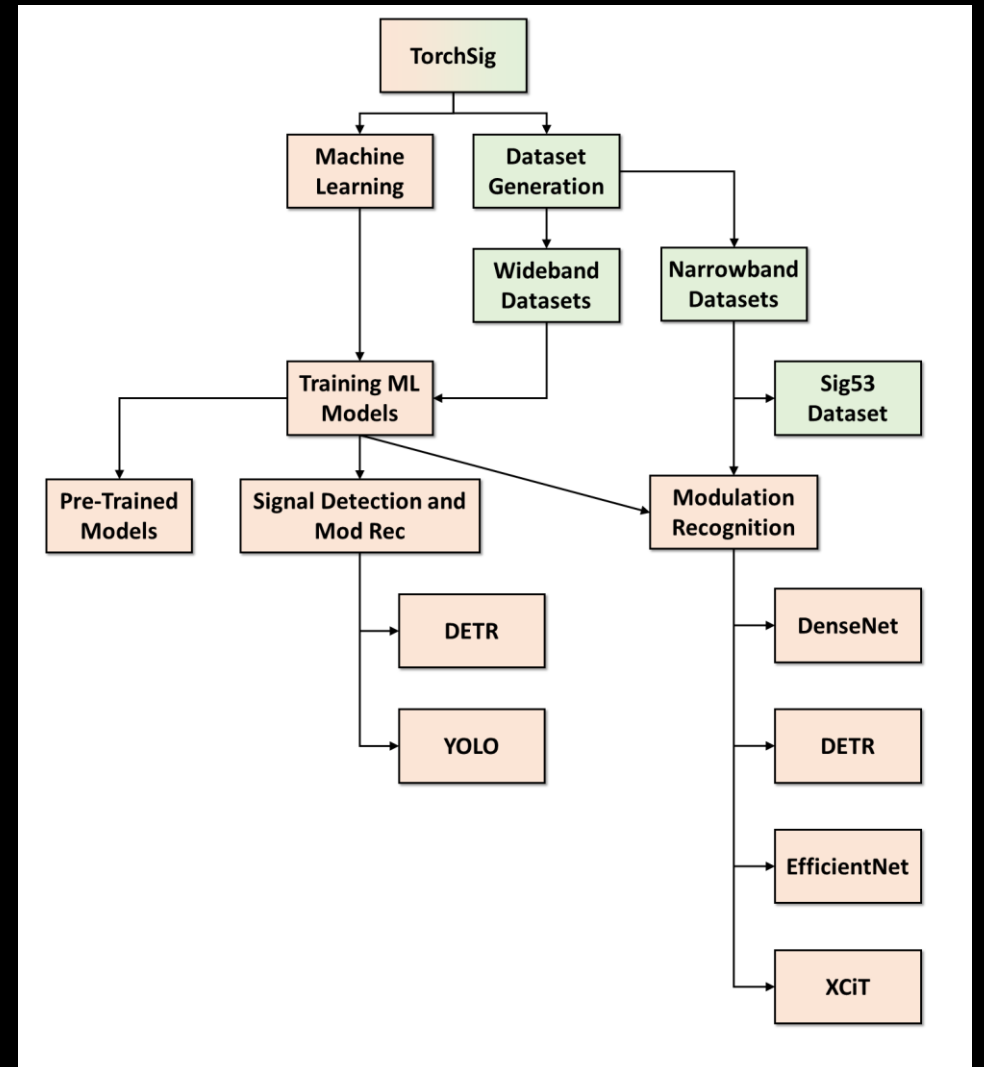 TorchSig
Machine
Learning
Dataset
Generation
Wideband
Datasets
Narrowband
Datasets
Training ML
Models
Sig53
Dataset
Pre-Trained
Models
Signal Detection and
Mod Rec
Modulation
Recognition
DETR
YOLO
DenseNet
DETR
EfficientNet
XCiT